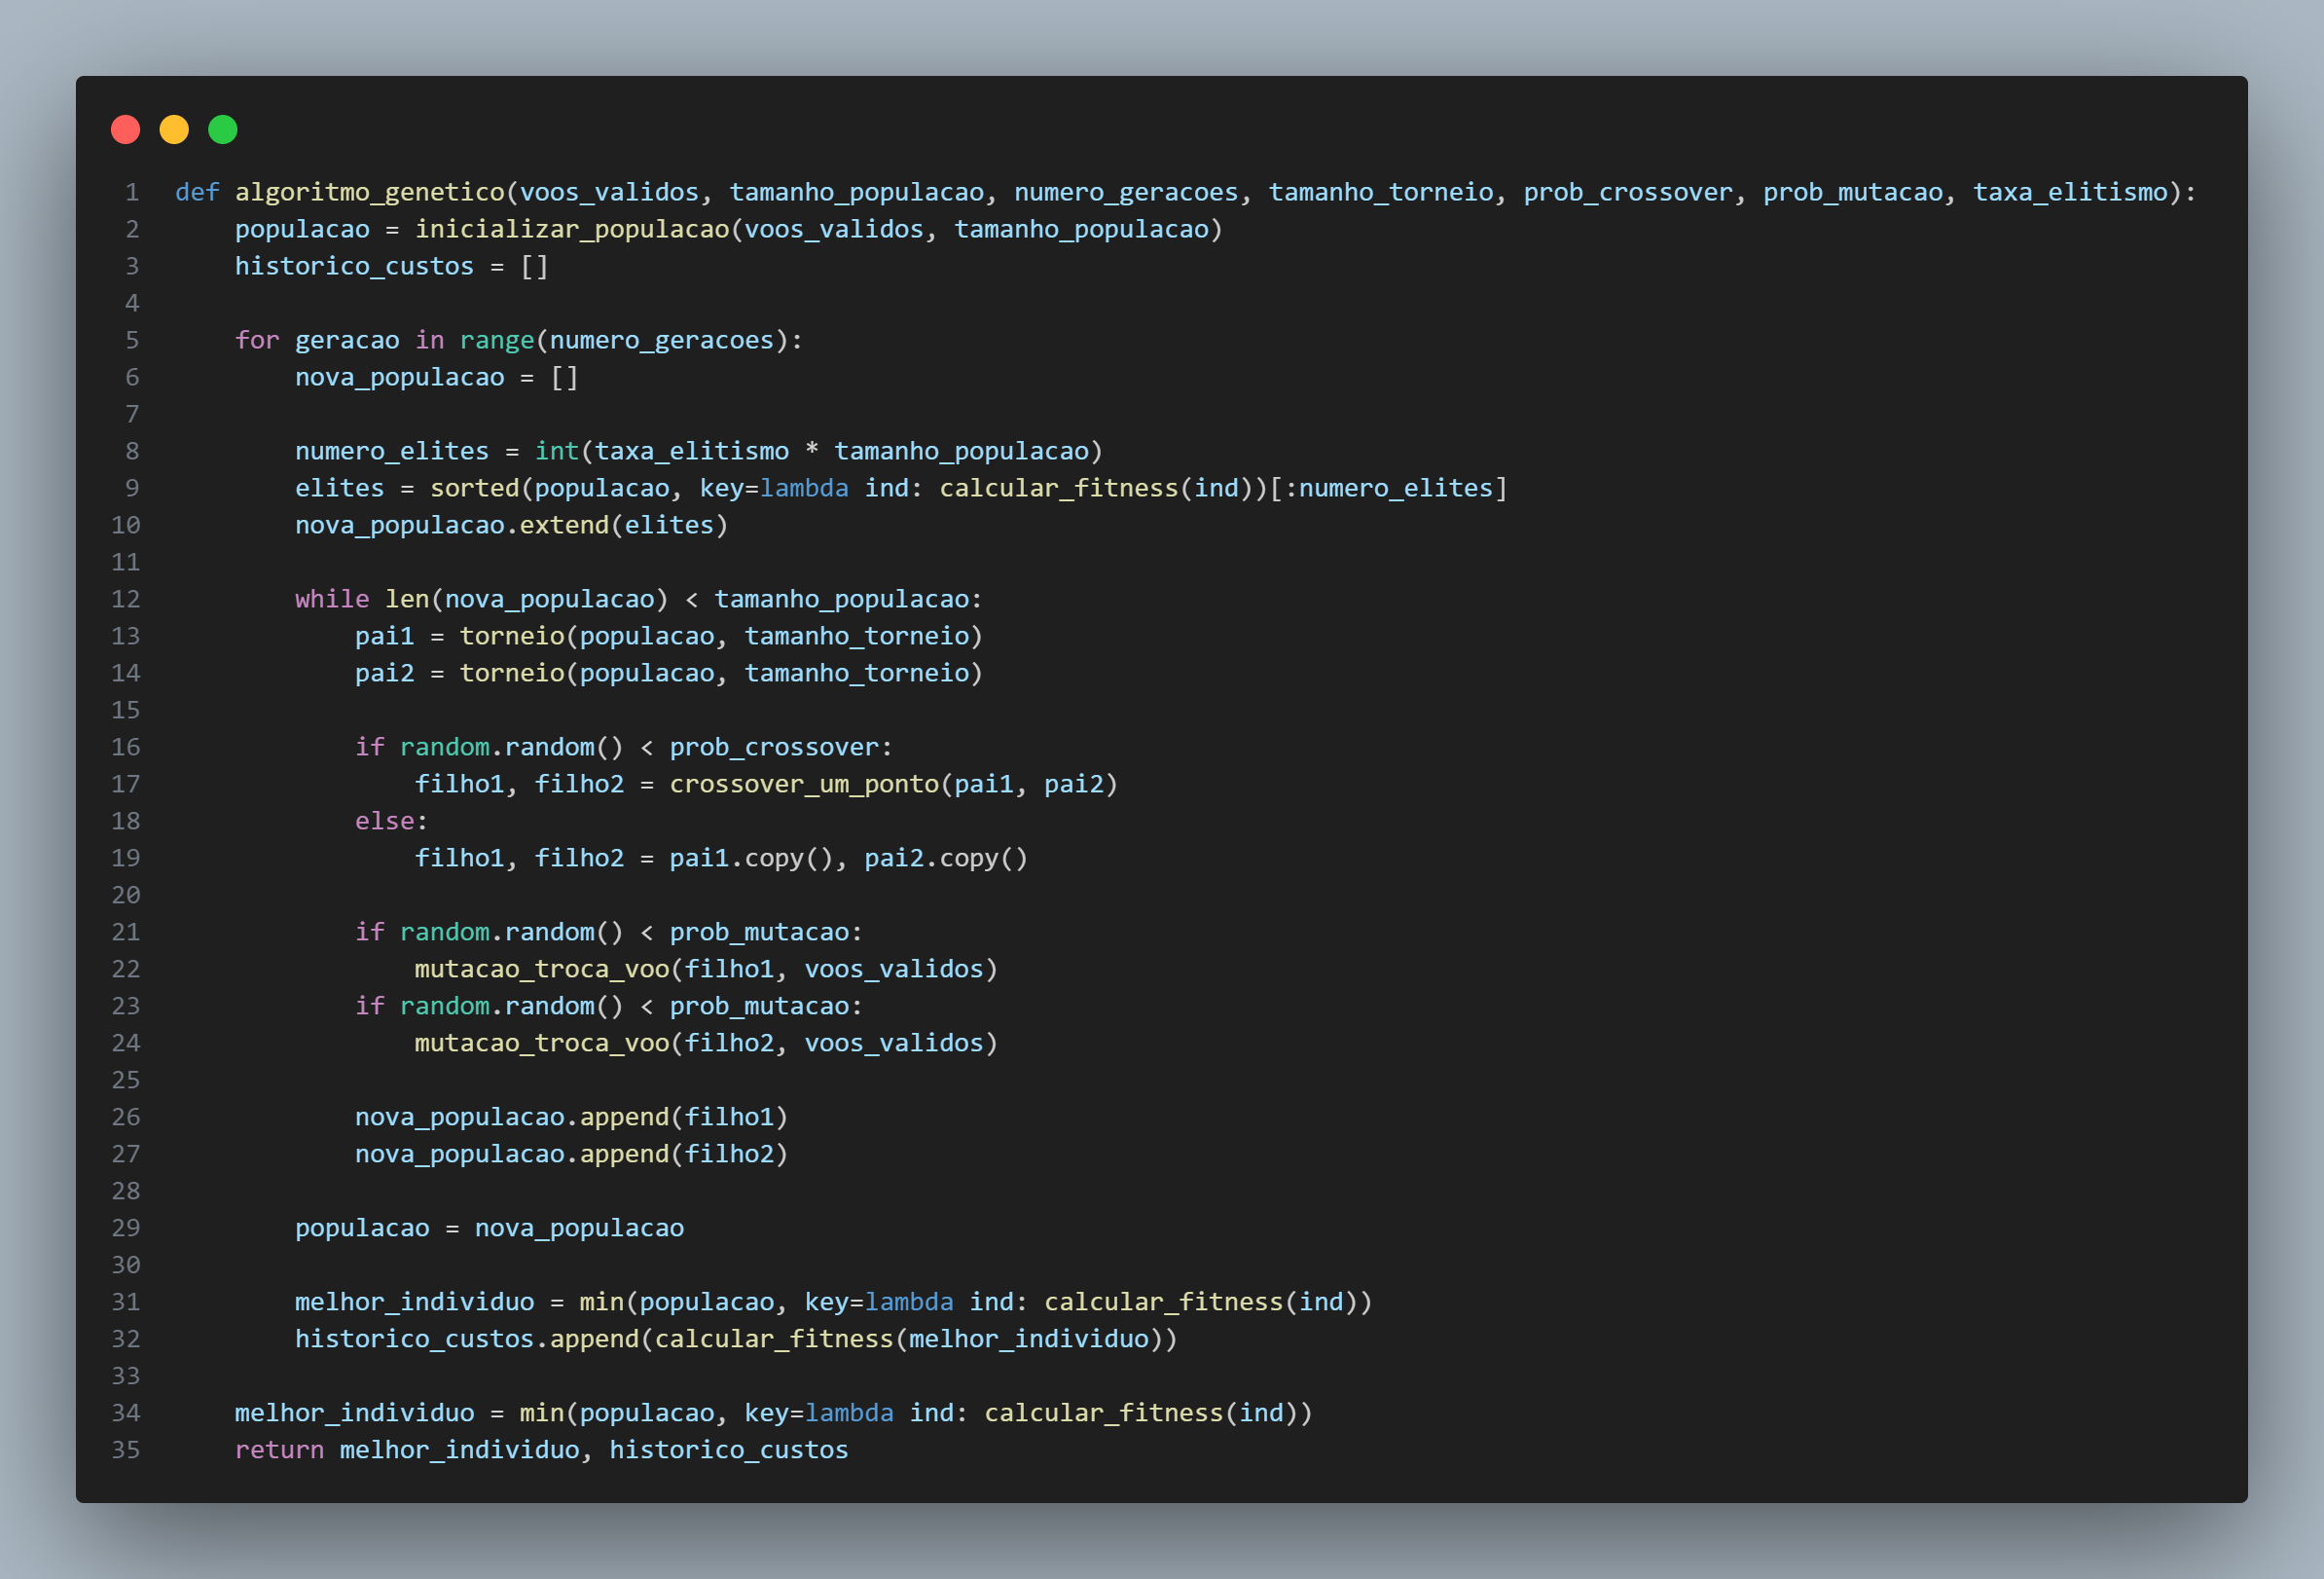 1 def algoritmo_genetico(voos_validos, tamanho_populacao, numero_geracoes, tamanho_torneio, prob_crossover, prob_mutacao, taxa_elitismo):
2     populacao = inicializar_populacao(voos_validos, tamanho_populacao)
3     historico_custos = []
4
5     for geracao in range(numero_geracoes):
6         nova_populacao = []
7
8         numero_elites = int(taxa_elitismo * tamanho_populacao)
9         elites = sorted(populacao, key=lambda ind: calcular_fitness(ind))[:numero_elites]
10         nova_populacao.extend(elites)
11
12         while len(nova_populacao) < tamanho_populacao:
13             pai1 = torneio(populacao, tamanho_torneio)
14             pai2 = torneio(populacao, tamanho_torneio)
15
16             if random.random() < prob_crossover:
17                 filho1, filho2 = crossover_um_ponto(pai1, pai2)
18             else:
19                 filho1, filho2 = pai1.copy(), pai2.copy()
20
21             if random.random() < prob_mutacao:
22                 mutacao_troca_voo(filho1, voos_validos)
23             if random.random() < prob_mutacao:
24                 mutacao_troca_voo(filho2, voos_validos)
25
26             nova_populacao.append(filho1)
27             nova_populacao.append(filho2)
28
29         populacao = nova_populacao
30
31         melhor_individuo = min(populacao, key=lambda ind: calcular_fitness(ind))
32         historico_custos.append(calcular_fitness(melhor_individuo))
33
34     melhor_individuo = min(populacao, key=lambda ind: calcular_fitness(ind))
35     return melhor_individuo, historico_custos